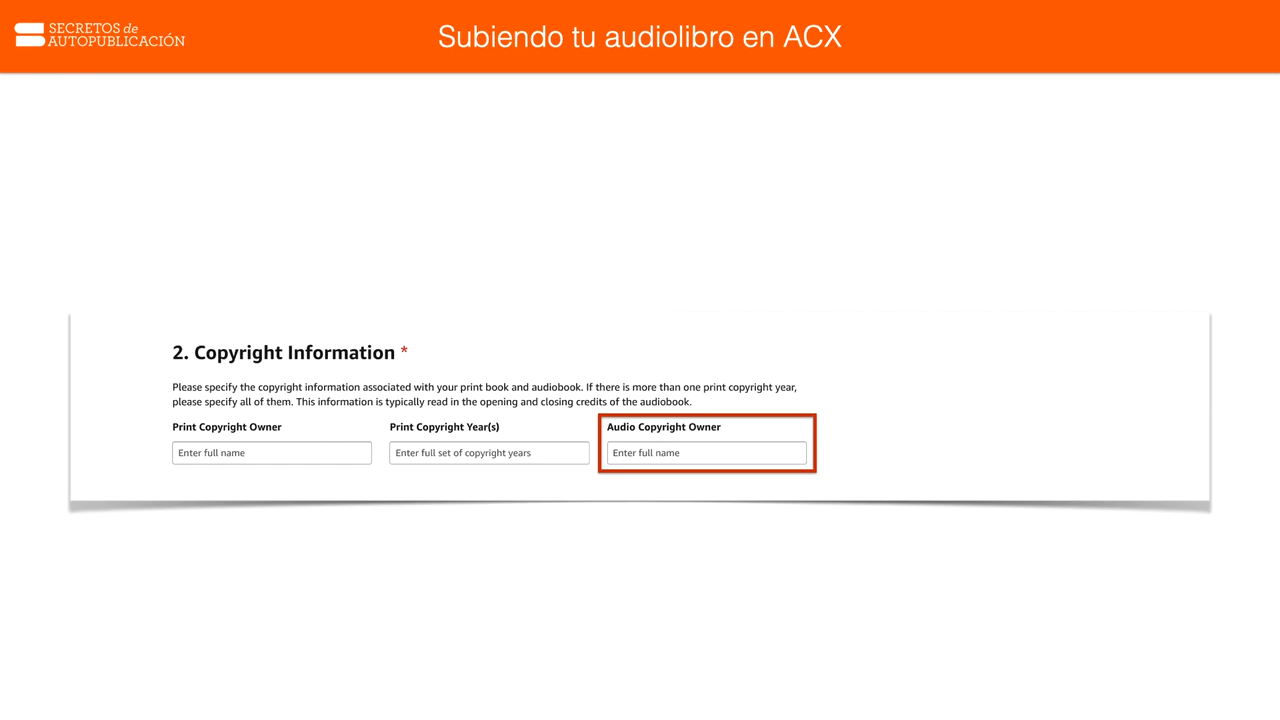 SECRETOS de
AUTOPUBLICACIÓN
Subiendo tu audiolibro en ACX
2. Copyright Information *
Please specify the copyright information associated with your print book and audiobook. If there is more than one print copyright year,
please specify all of them. This information is typically read in the opening and closing credits of the audiobook.
Print Copyright Owner
Print Copyright Year(s)
Audio Copyright Owner
Enter full name
Enter full set of copyright years
Enter full name